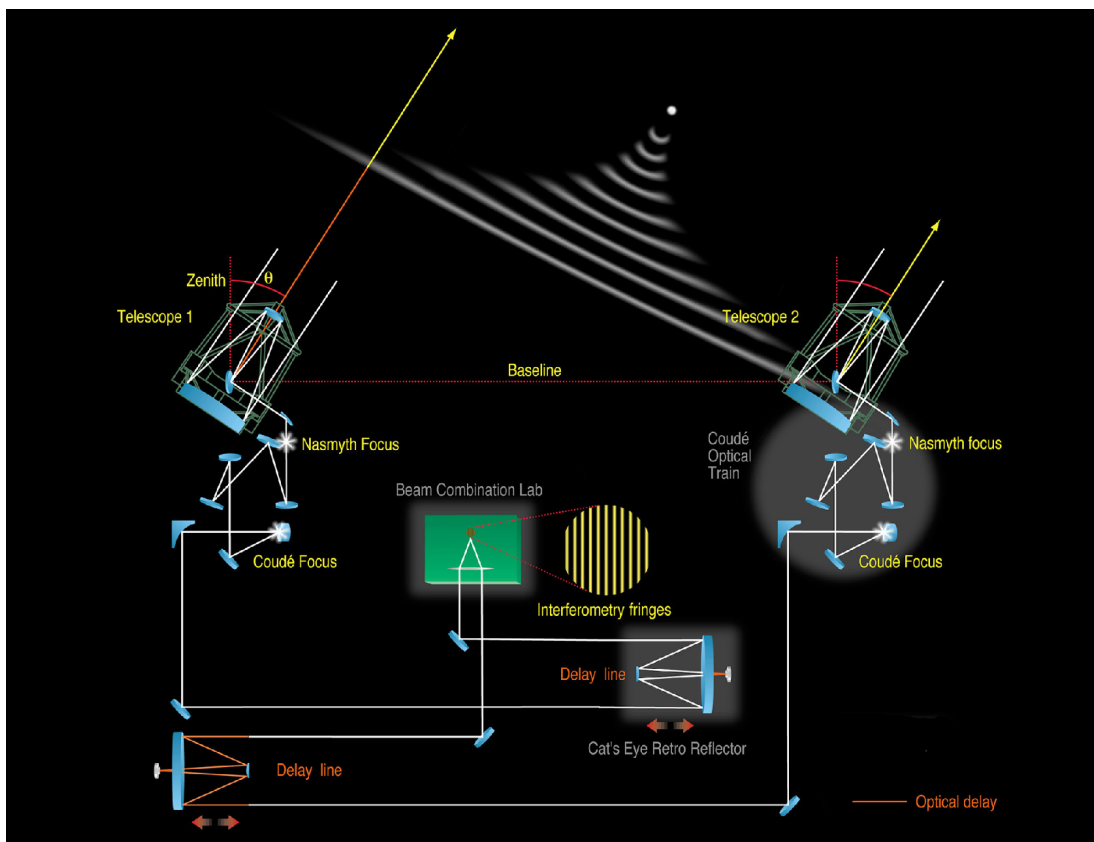 Zenith
θ
Telescope 1
Telescope 2
Baseline
Nasmyth Focus
Coudé
Optical
Train
Nasmyth focus
Beam Combination Lab
Coudé Focus
Coudé Focus
Interferometry fringes
Delay line
Cat's Eye Retro Reflector
Delay line
Optical delay